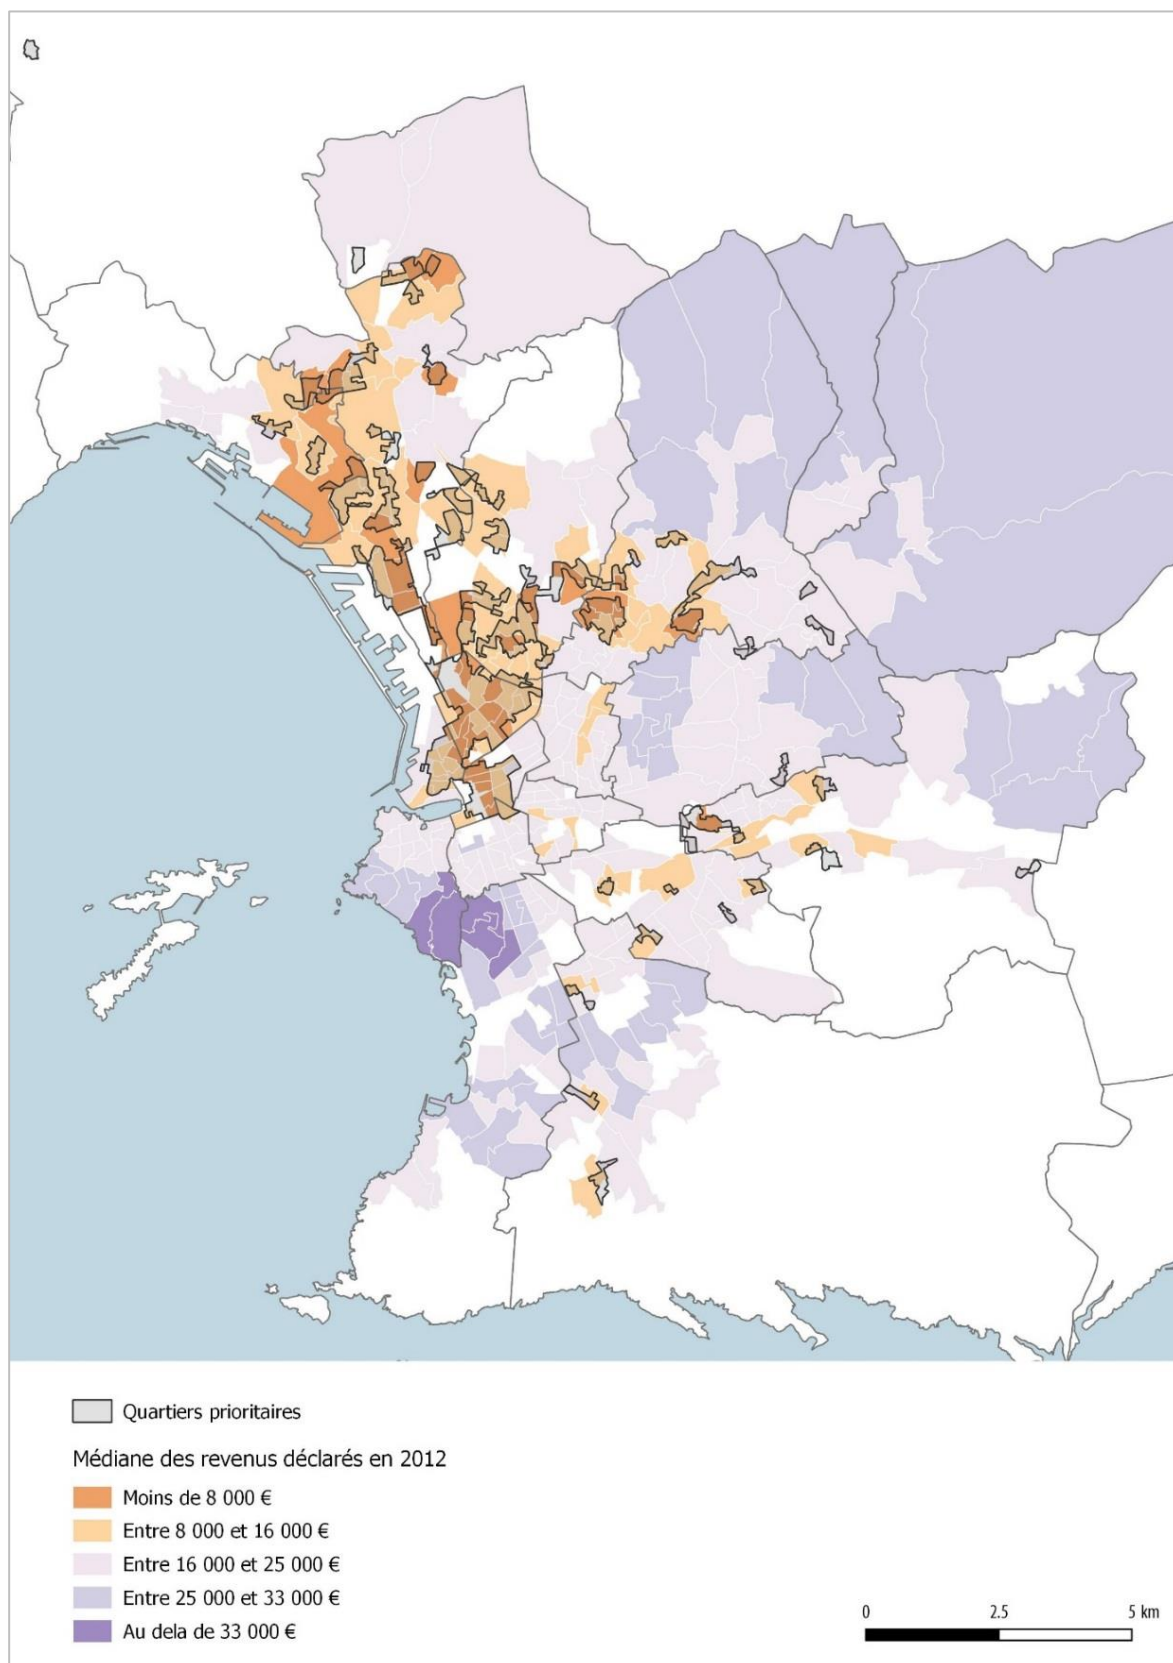 Quartiers prioritaires
Médiane des revenus déclarés en 2012
Moins de 8 000 €
Entre 8 000 et 16 000 €
Entre 16 000 et 25 000 €
Entre 25 000 et 33 000 €
Au dela de 33 000 €
0 2.5 5 km